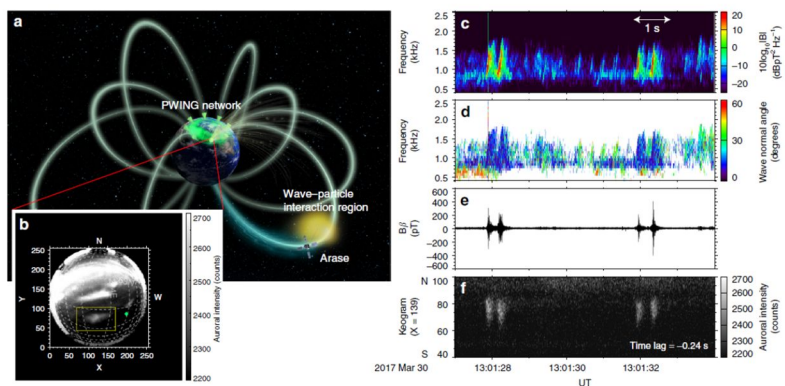 a
PWING network
Wave–particle
interaction region
Arase
b
N
W
Y
X
250
200
150
100
50
0
0 50 100 150 200 250
2700
2600
2500
2400
2300
2200
Auroral intensity (counts)
c
1 s
Frequency
(kHz)
2.5
2.0
1.5
1.0
0.5
20
10
0
−10
−20
10log10|B|
(dBpT² Hz⁻¹)
d
Frequency
(kHz)
2.5
2.0
1.5
1.0
0.5
60
40
20
0
Wave normal angle
(degrees)
e
(pT)
600
400
200
0
−200
−400
−600
f
Keogram
(X = 139)
N 100
80
60
S 40
Time lag = −0.24 s
2700
2600
2500
2400
2300
2200
Auroral intensity
(counts)
2017 Mar 30 13:01:28 13:01:30 13:01:32
UT